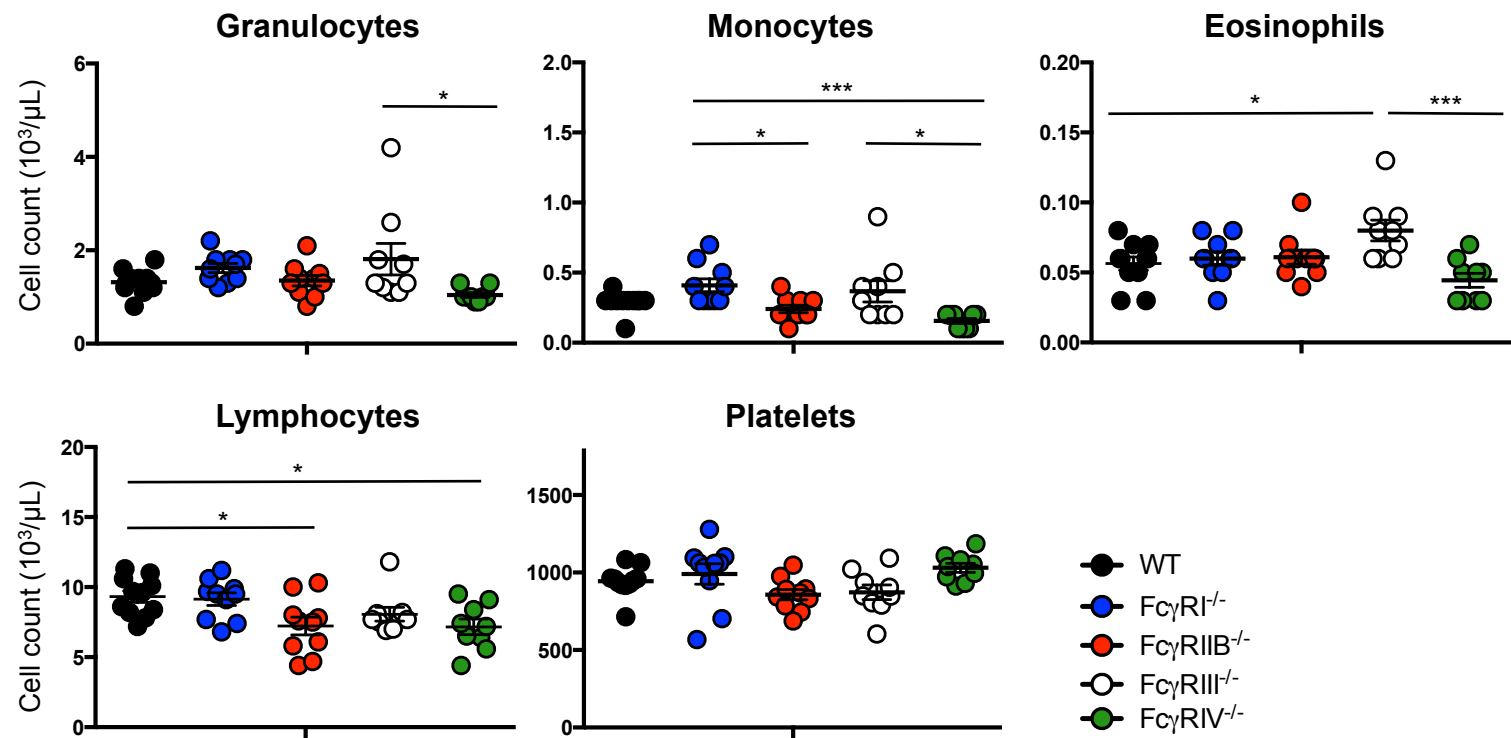 Granulocytes
Monocytes
Eosinophils
Cell count (10³/µL)
6
4
2
0
*
2.0
1.5
1.0
0.5
0.0
***
*
*
0.20
0.15
0.10
0.05
0.00
*
***
Lymphocytes
Platelets
Cell count (10³/µL)
20
15
10
5
0
*
*
1500
1000
500
0
WT
FcγRI⁻/⁻
FcγRIIB⁻/⁻
FcγRIII⁻/⁻
FcγRIV⁻/⁻